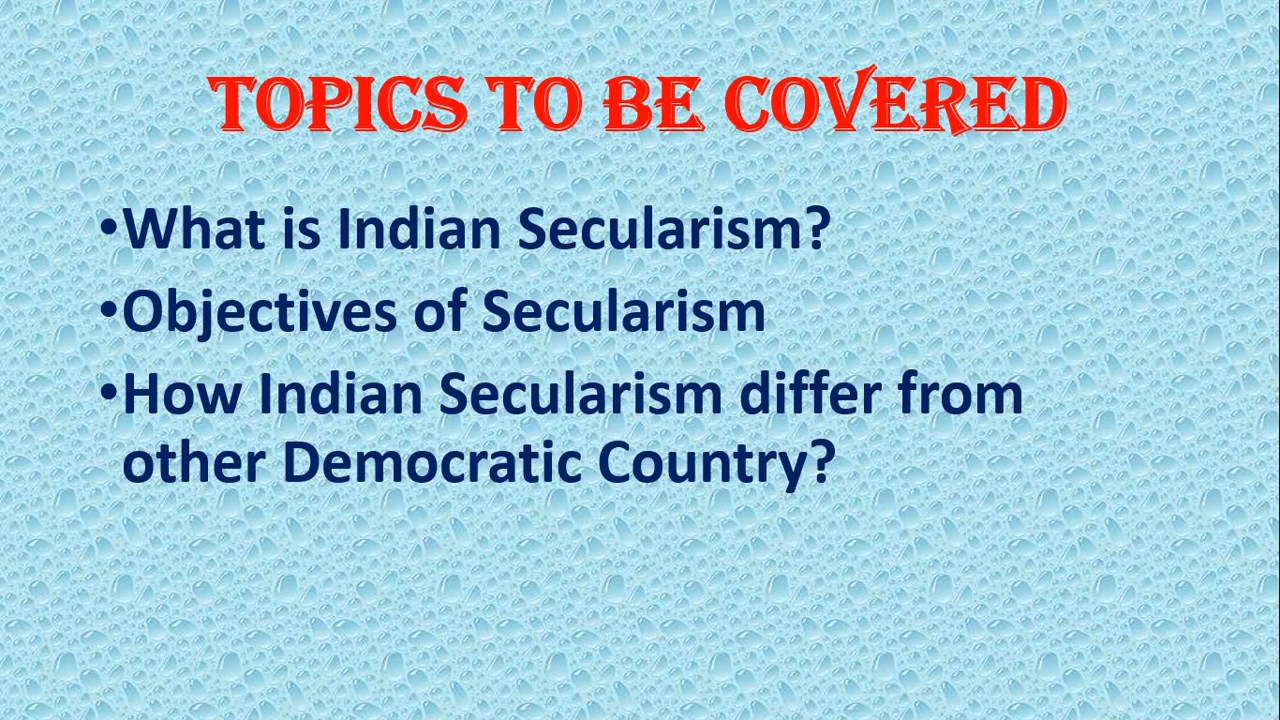 TOPICS TO BE COVERED
•What is Indian Secularism?
•Objectives of Secularism
•How Indian Secularism differ from
other Democratic Country?